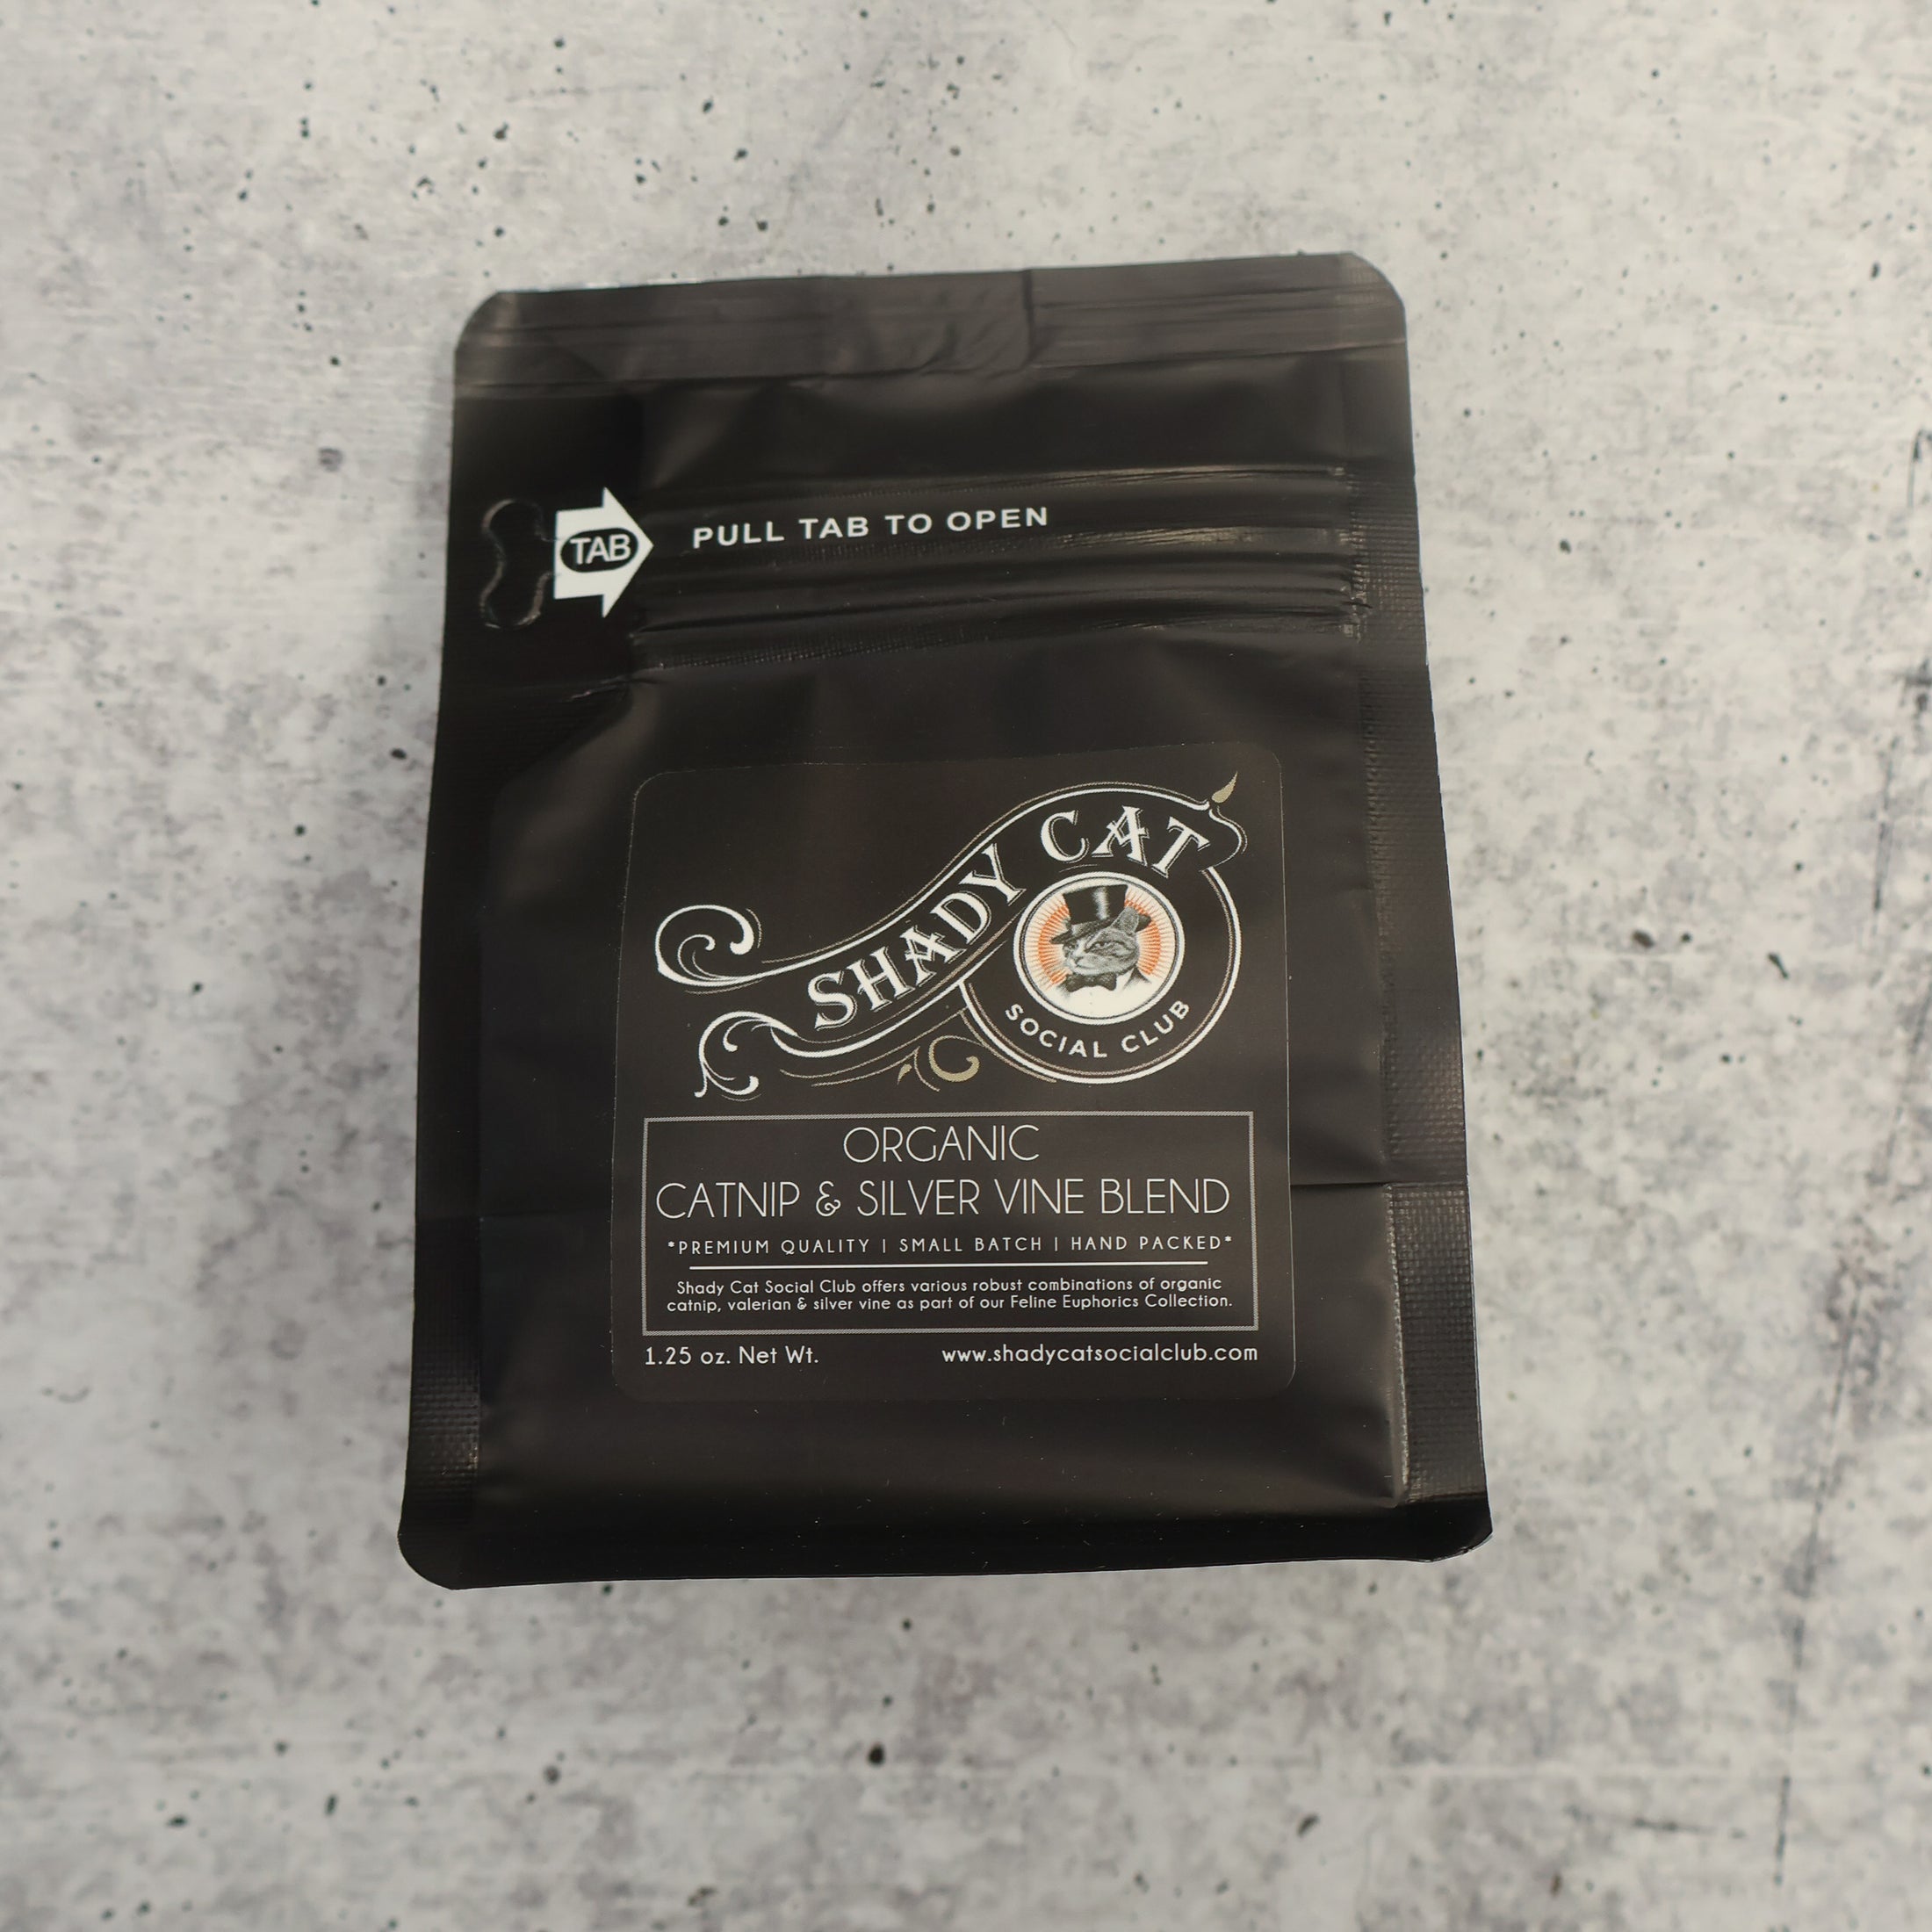 TAB
PULL TAB TO OPEN
SHADY CAT
SOCIAL CLUB
ORGANIC
CATNIP & SILVER VINE BLEND
*PREMIUM QUALITY | SMALL BATCH | HAND PACKED*
Shady Cat Social Club offers various robust combinations of organic
catnip, valerian & silver vine as part of our Feline Euphorics Collection.
1.25 oz. Net Wt.
www.shadycatsocialclub.com